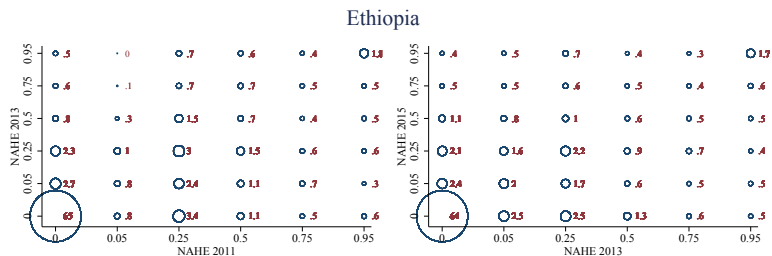 Ethiopia
0.95 .5 0 .7 .6 .4 1.8
0.75 .6 .1 .7 .7 .5 .5
0.5 .8 .3 1.5 .7 .4 .5
0.25 2.3 1 3 1.5 .6 .6
0.05 2.7 .8 2.4 1.1 .7 .3
0 65 .8 3.4 1.1 .5 .6
0 0.05 0.25 0.5 0.75 0.95
NAHE 2013
NAHE 2011
0.95 .4 .5 .7 .4 .3 1.7
0.75 .5 .5 .6 .5 .4 .6
0.5 1.1 .8 1 .6 .5 .5
0.25 2.1 1.6 2.2 .9 .7 .4
0.05 2.4 2 1.7 .6 .5 .5
0 64 2.5 2.5 1.3 .6 .5
0 0.05 0.25 0.5 0.75 0.95
NAHE 2015
NAHE 2013